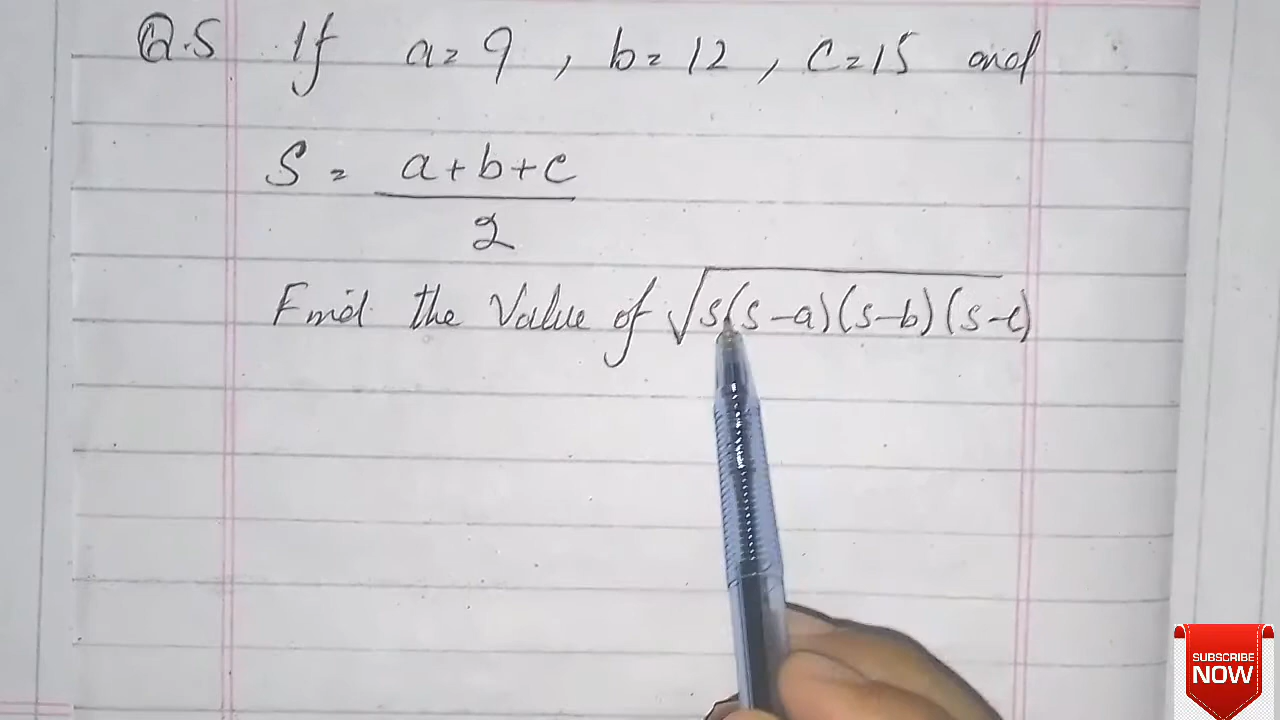 Q.5 If a = 9 , b = 12 , c = 15 and
S = a+b+c
2
Find the Value of √s(s-a)(s-b)(s-c)
SUBSCRIBE
NOW